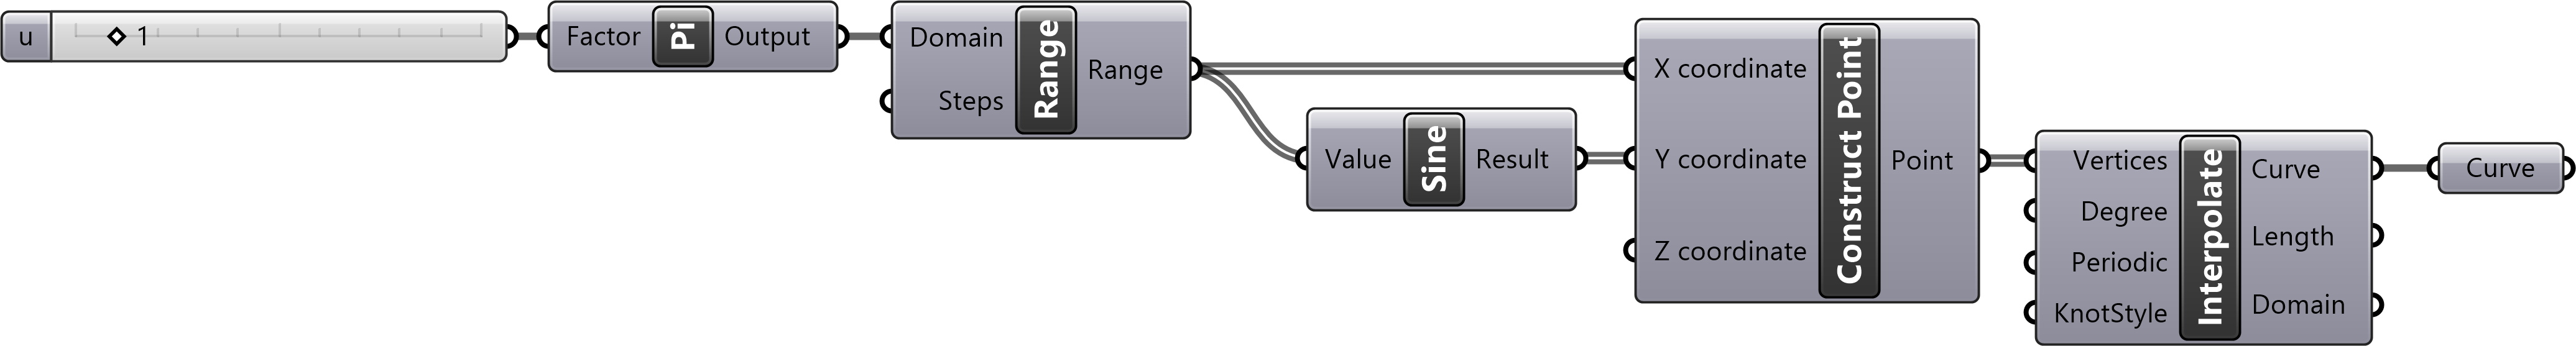 u
1
Factor
Pi
Output
Domain
Steps
Range
Range
Value
Sine
Result
X coordinate
Y coordinate
Z coordinate
Construct Point
Point
Vertices
Degree
Periodic
KnotStyle
Interpolate
Curve
Length
Domain
Curve